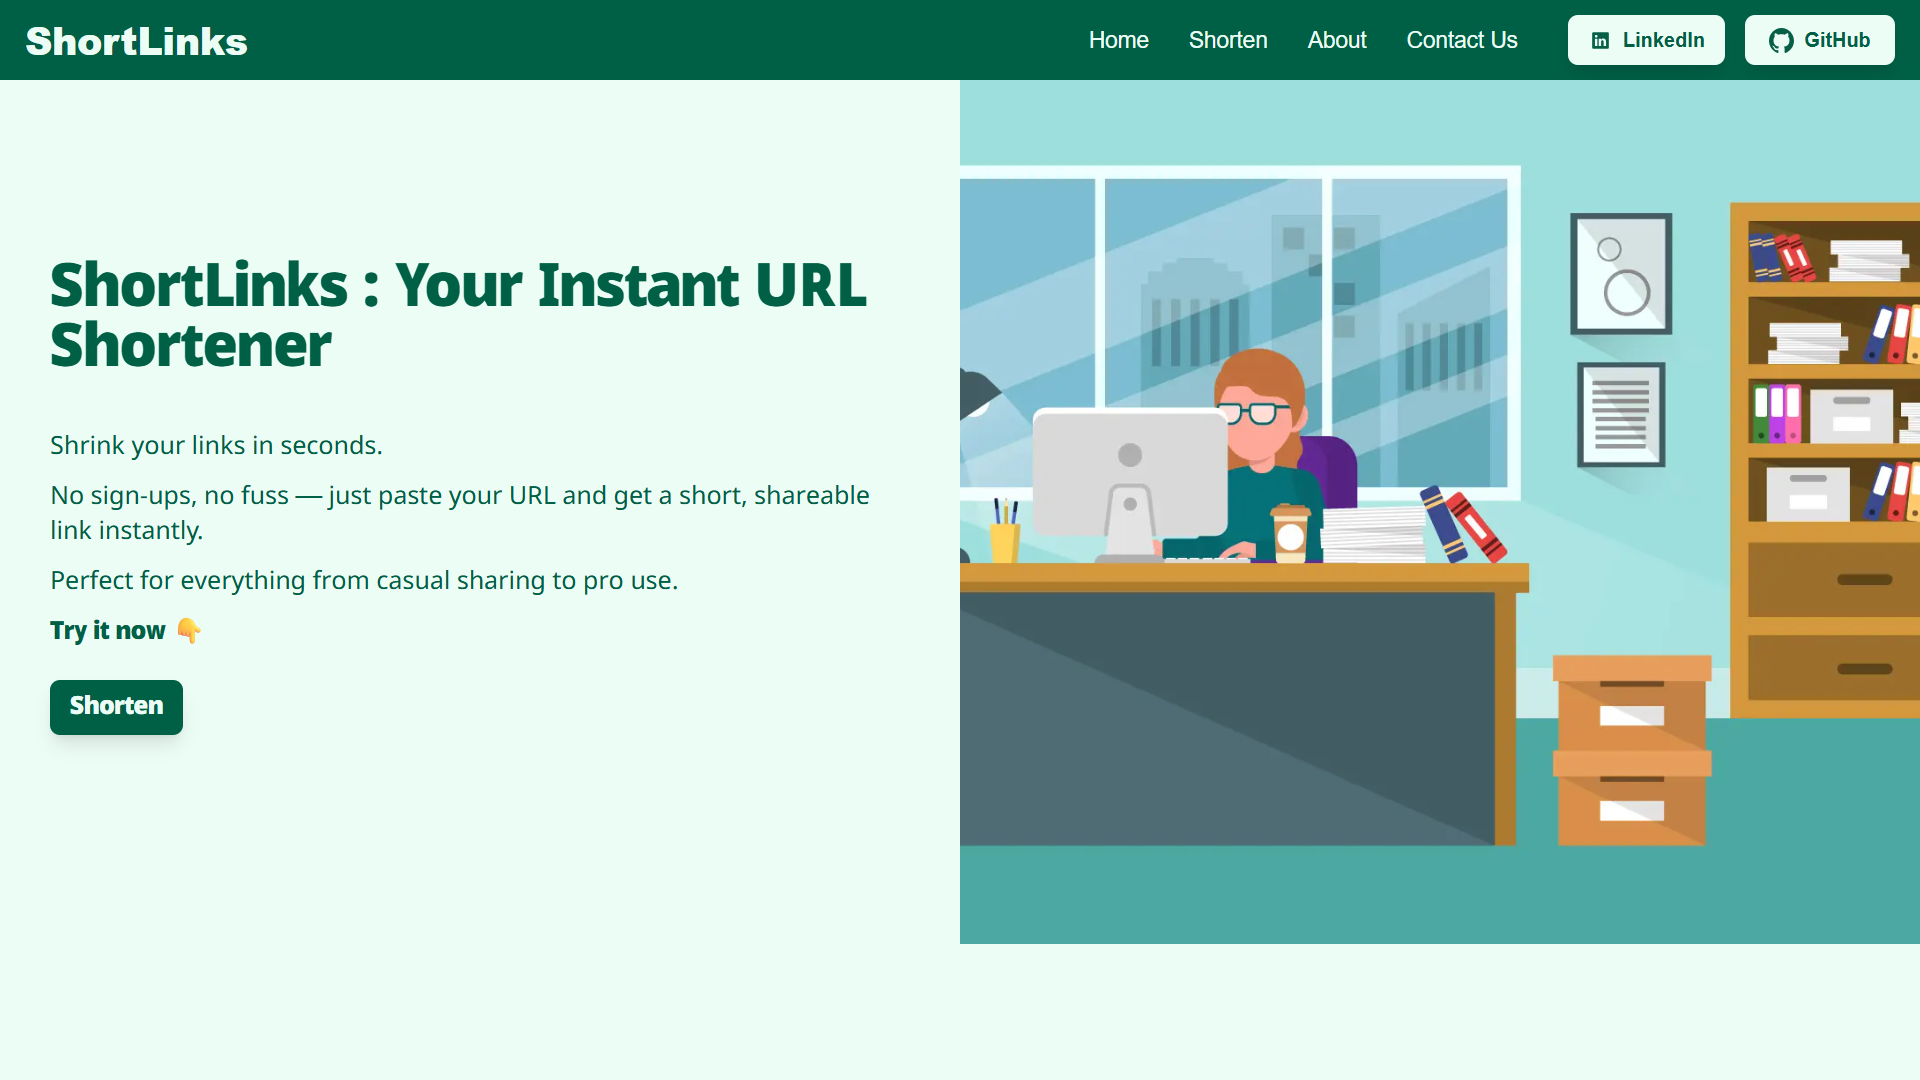 ShortLinks
Home
Shorten
About
Contact Us
LinkedIn
GitHub
ShortLinks : Your Instant URL
Shortener
Shrink your links in seconds.
No sign-ups, no fuss — just paste your URL and get a short, shareable
link instantly.
Perfect for everything from casual sharing to pro use.
Try it now 👇
Shorten